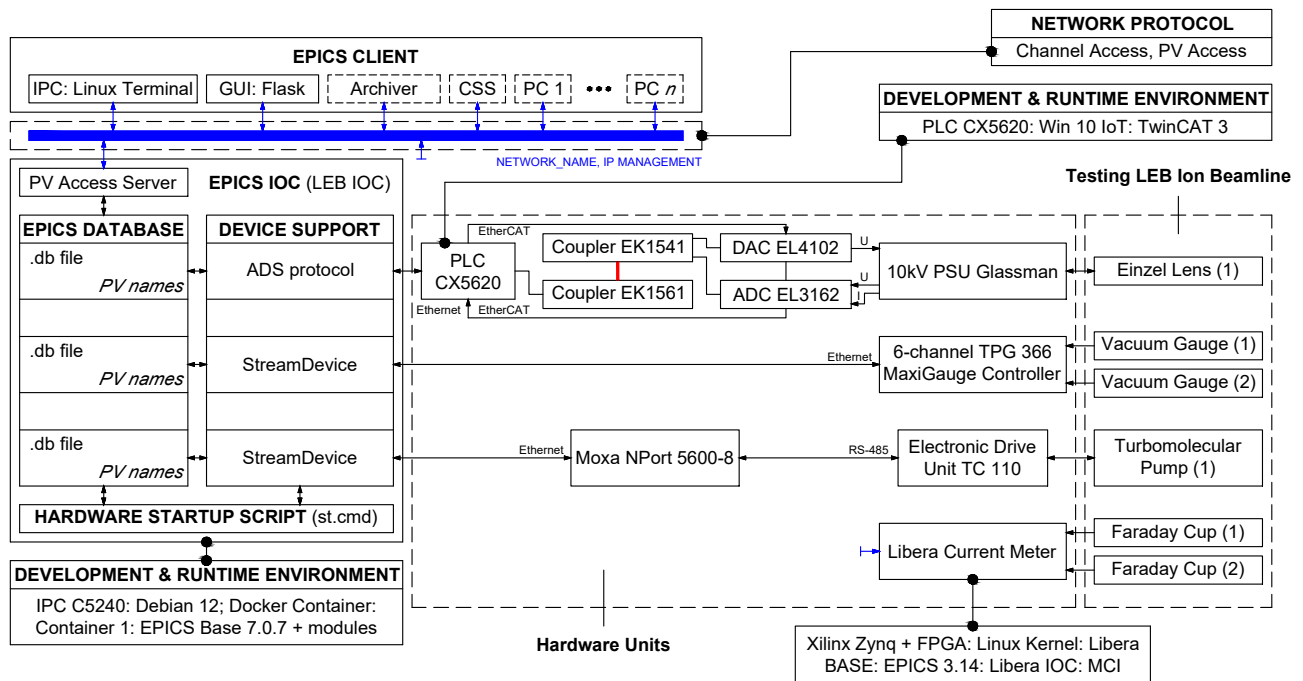 NETWORK PROTOCOL
Channel Access, PV Access
EPICS CLIENT
IPC: Linux Terminal
GUI: Flask
Archiver
CSS
PC 1
•••
PC n
DEVELOPMENT & RUNTIME ENVIRONMENT
PLC CX5620: Win 10 IoT: TwinCAT 3
NETWORK_NAME, IP MANAGEMENT
PV Access Server
EPICS IOC (LEB IOC)
Testing LEB Ion Beamline
EPICS DATABASE
DEVICE SUPPORT
.db file
PV names
ADS protocol
PLC
CX5620
EtherCAT
Ethernet
EtherCAT
Coupler EK1541
Coupler EK1561
DAC EL4102
ADC EL3162
U
U
I
10kV PSU Glassman
Einzel Lens (1)
.db file
PV names
StreamDevice
Ethernet
6-channel TPG 366
MaxiGauge Controller
Vacuum Gauge (1)
Vacuum Gauge (2)
.db file
PV names
StreamDevice
Ethernet
Moxa NPort 5600-8
RS-485
Electronic Drive
Unit TC 110
Turbomolecular
Pump (1)
HARDWARE STARTUP SCRIPT (st.cmd)
Libera Current Meter
Faraday Cup (1)
Faraday Cup (2)
DEVELOPMENT & RUNTIME ENVIRONMENT
IPC C5240: Debian 12; Docker Container:
Container 1: EPICS Base 7.0.7 + modules
Hardware Units
Xilinx Zynq + FPGA: Linux Kernel: Libera
BASE: EPICS 3.14: Libera IOC: MCI